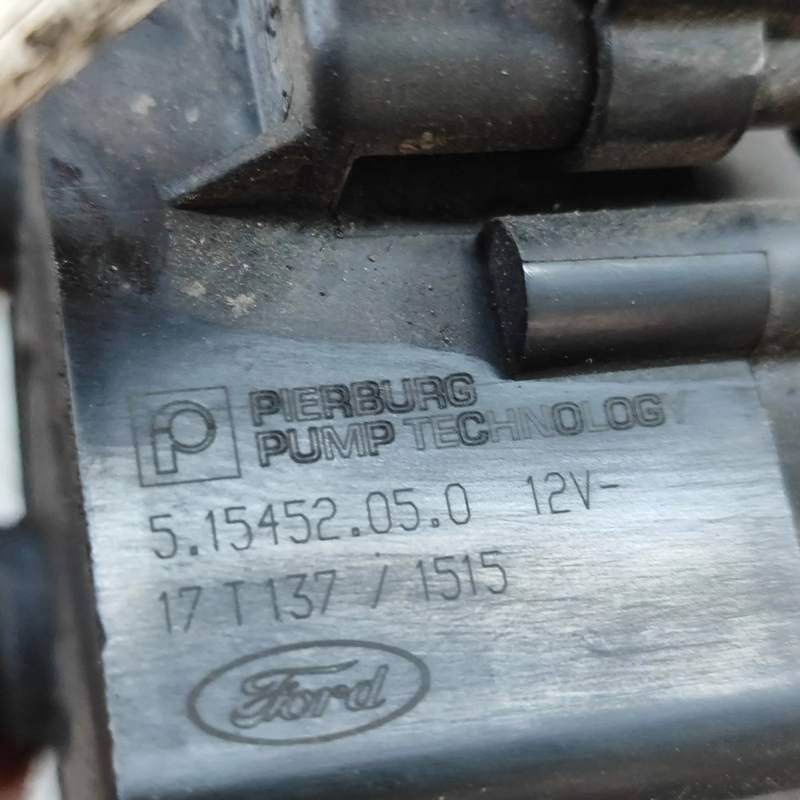 PIERBURG
PUMP TECHNOLOGY
5.15452.05.0 12V-
17 T 137 / 1515
Ford